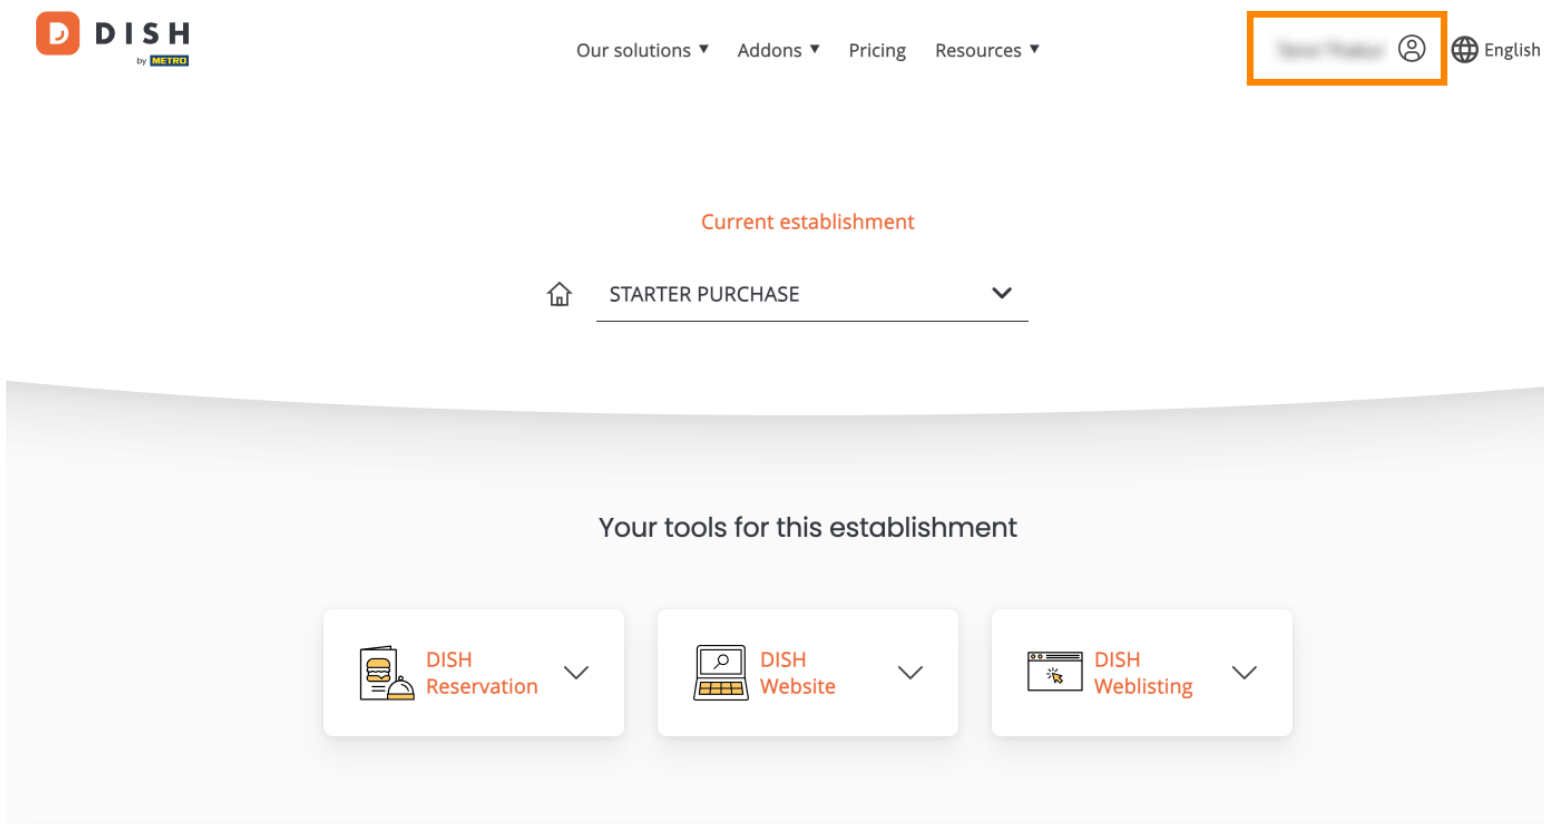 DISH
by METRO
Our solutions ▼ Addons ▼ Pricing Resources ▼
English
Current establishment
STARTER PURCHASE
Your tools for this establishment
DISH
Reservation
DISH
Website
DISH
Weblisting